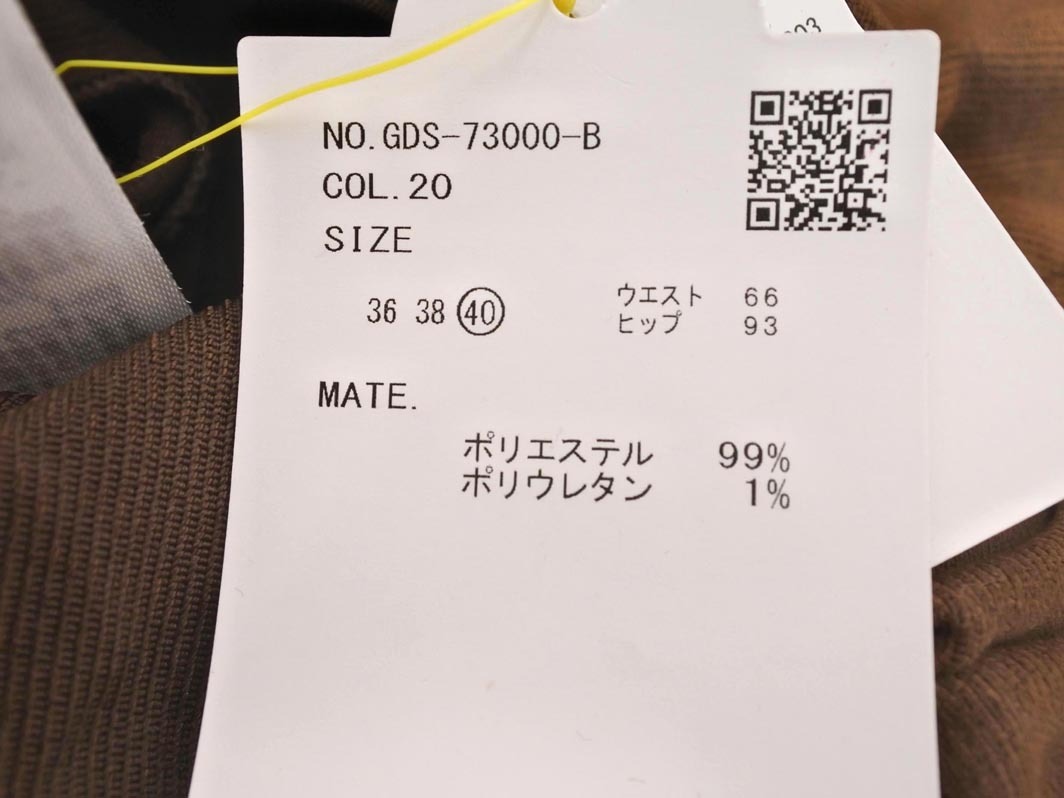 NO.GDS-73000-B
COL.20
SIZE
36 38 40
ウエスト 66
ヒップ 93
MATE.
ポリエステル 99%
ポリウレタン 1%